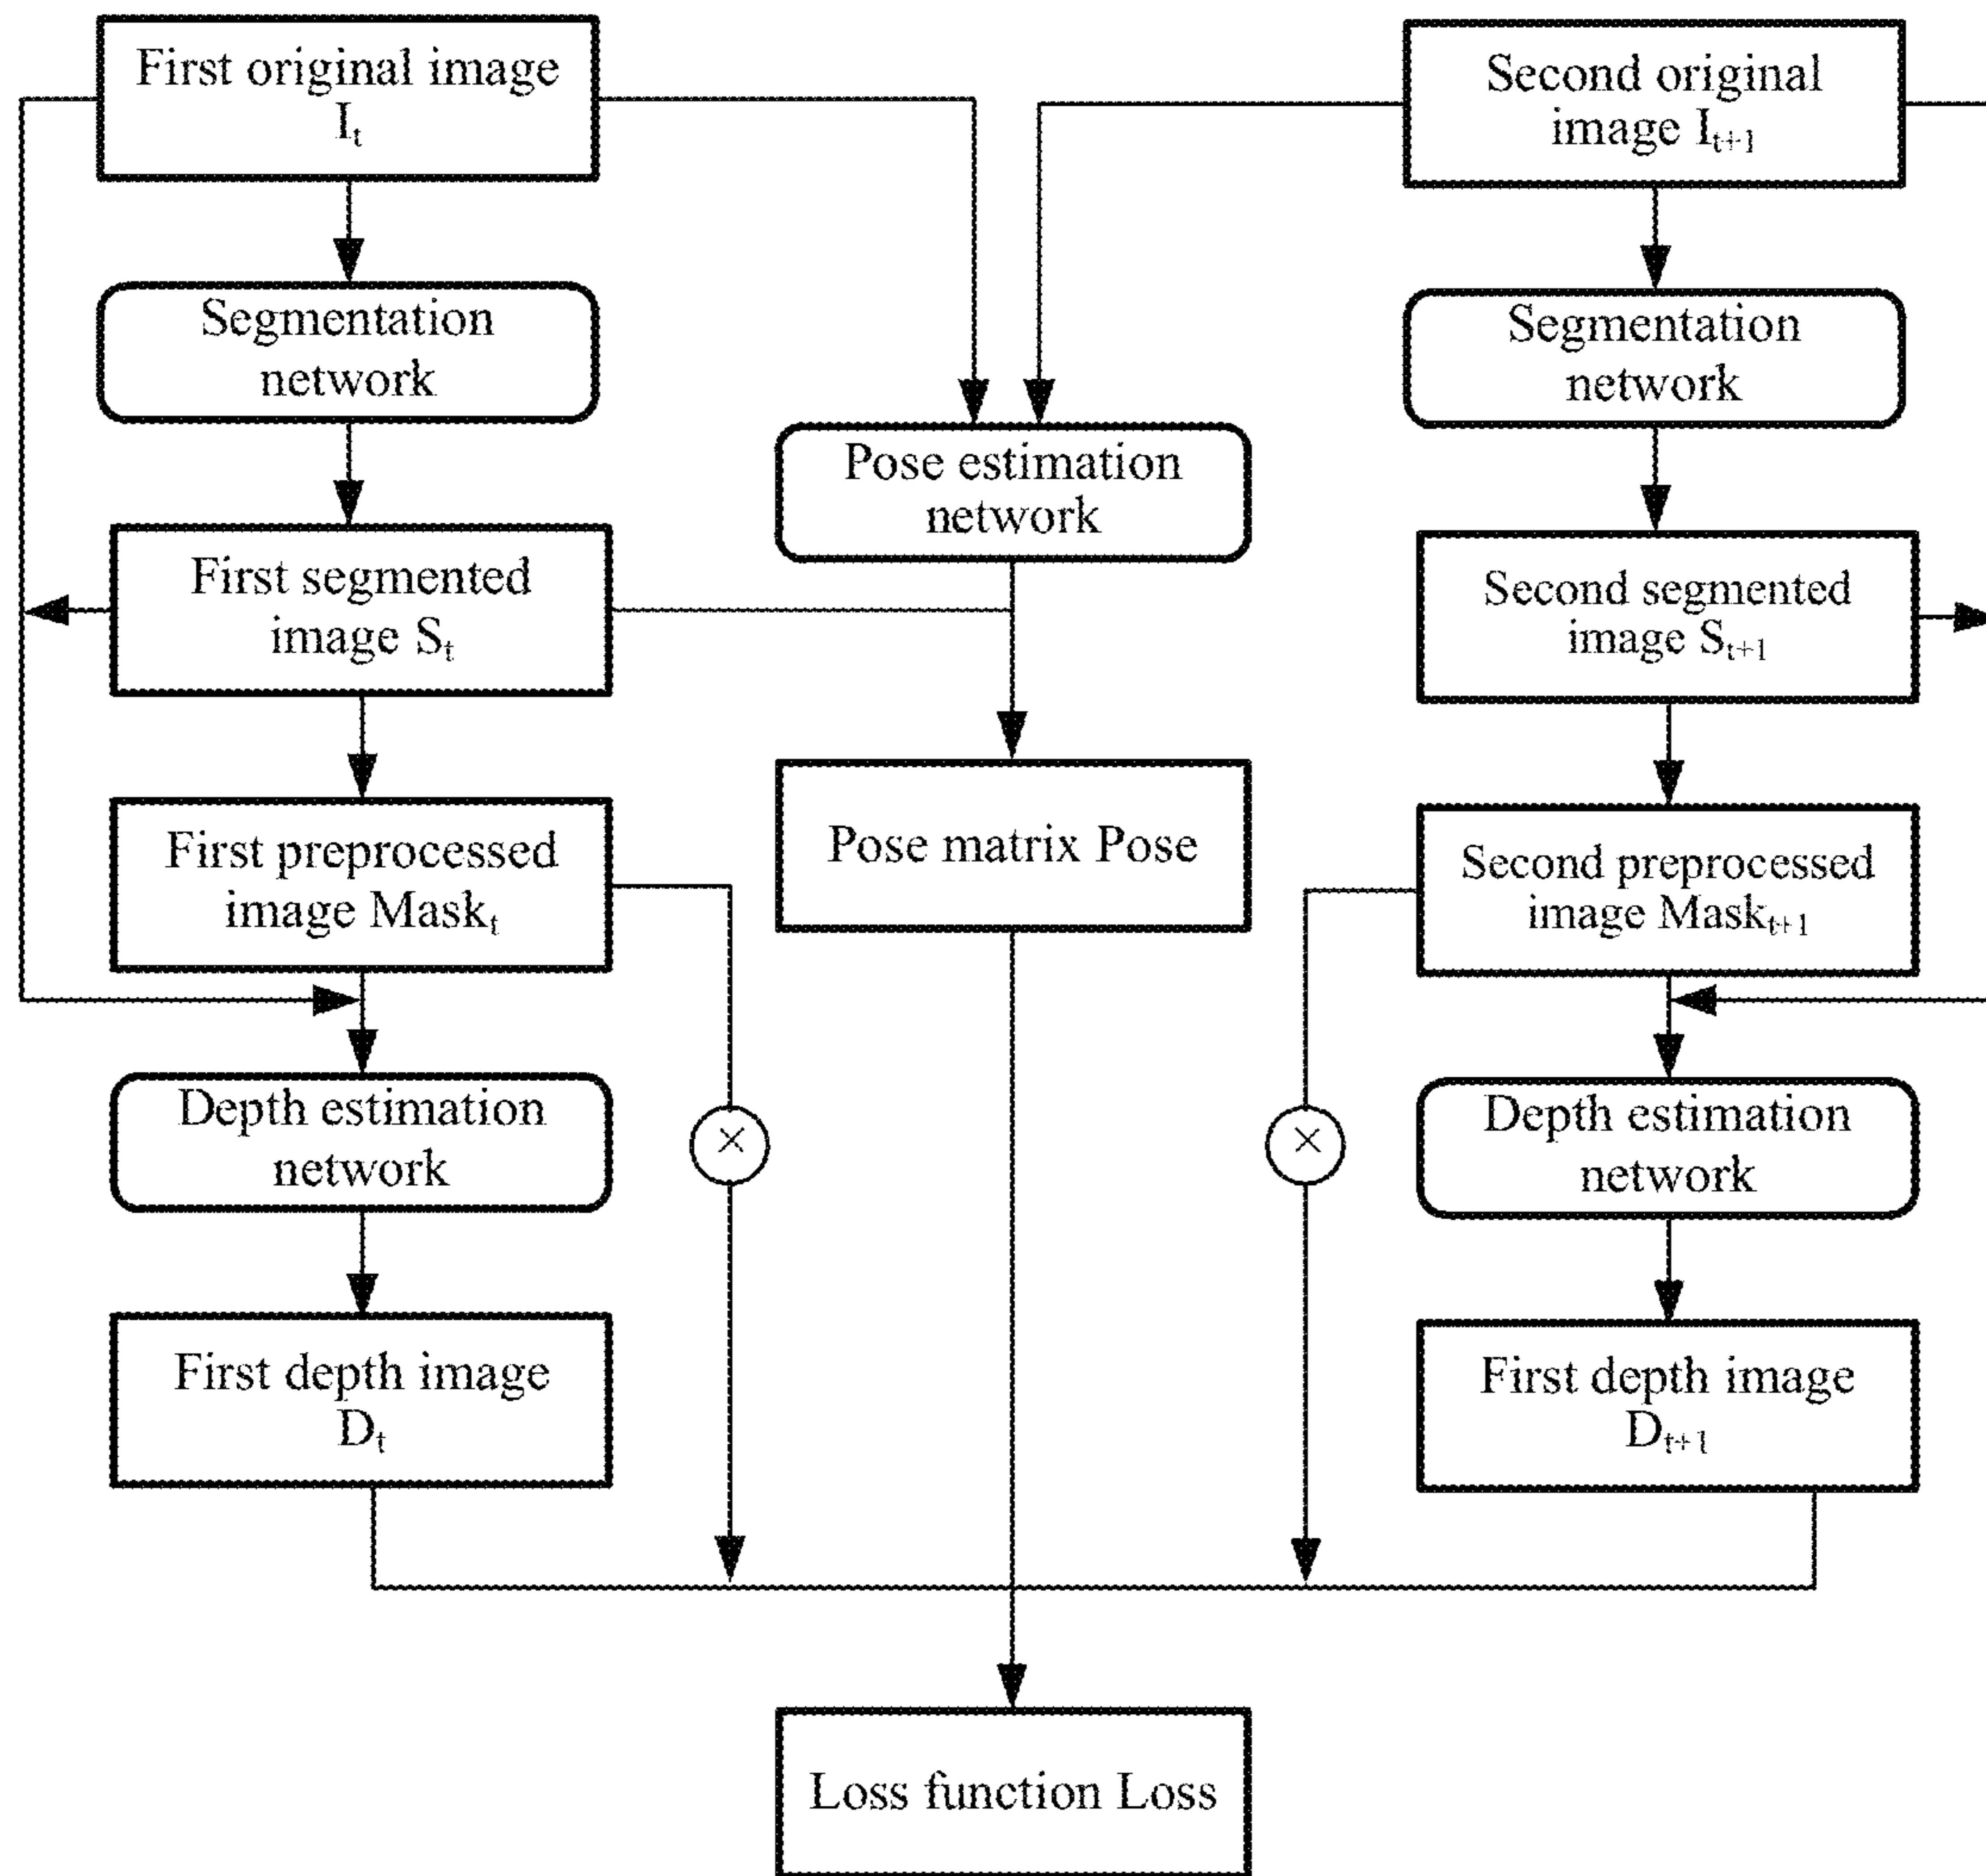 First original image
Iₜ
Second original
image Iₜ₊₁
Segmentation
network
Segmentation
network
Pose estimation
network
First segmented
image Sₜ
Second segmented
image Sₜ₊₁
First preprocessed
image Maskₜ
Pose matrix Pose
Second preprocessed
image Maskₜ₊₁
Depth estimation
network
×
×
Depth estimation
network
First depth image
Dₜ
First depth image
Dₜ₊₁
Loss function Loss